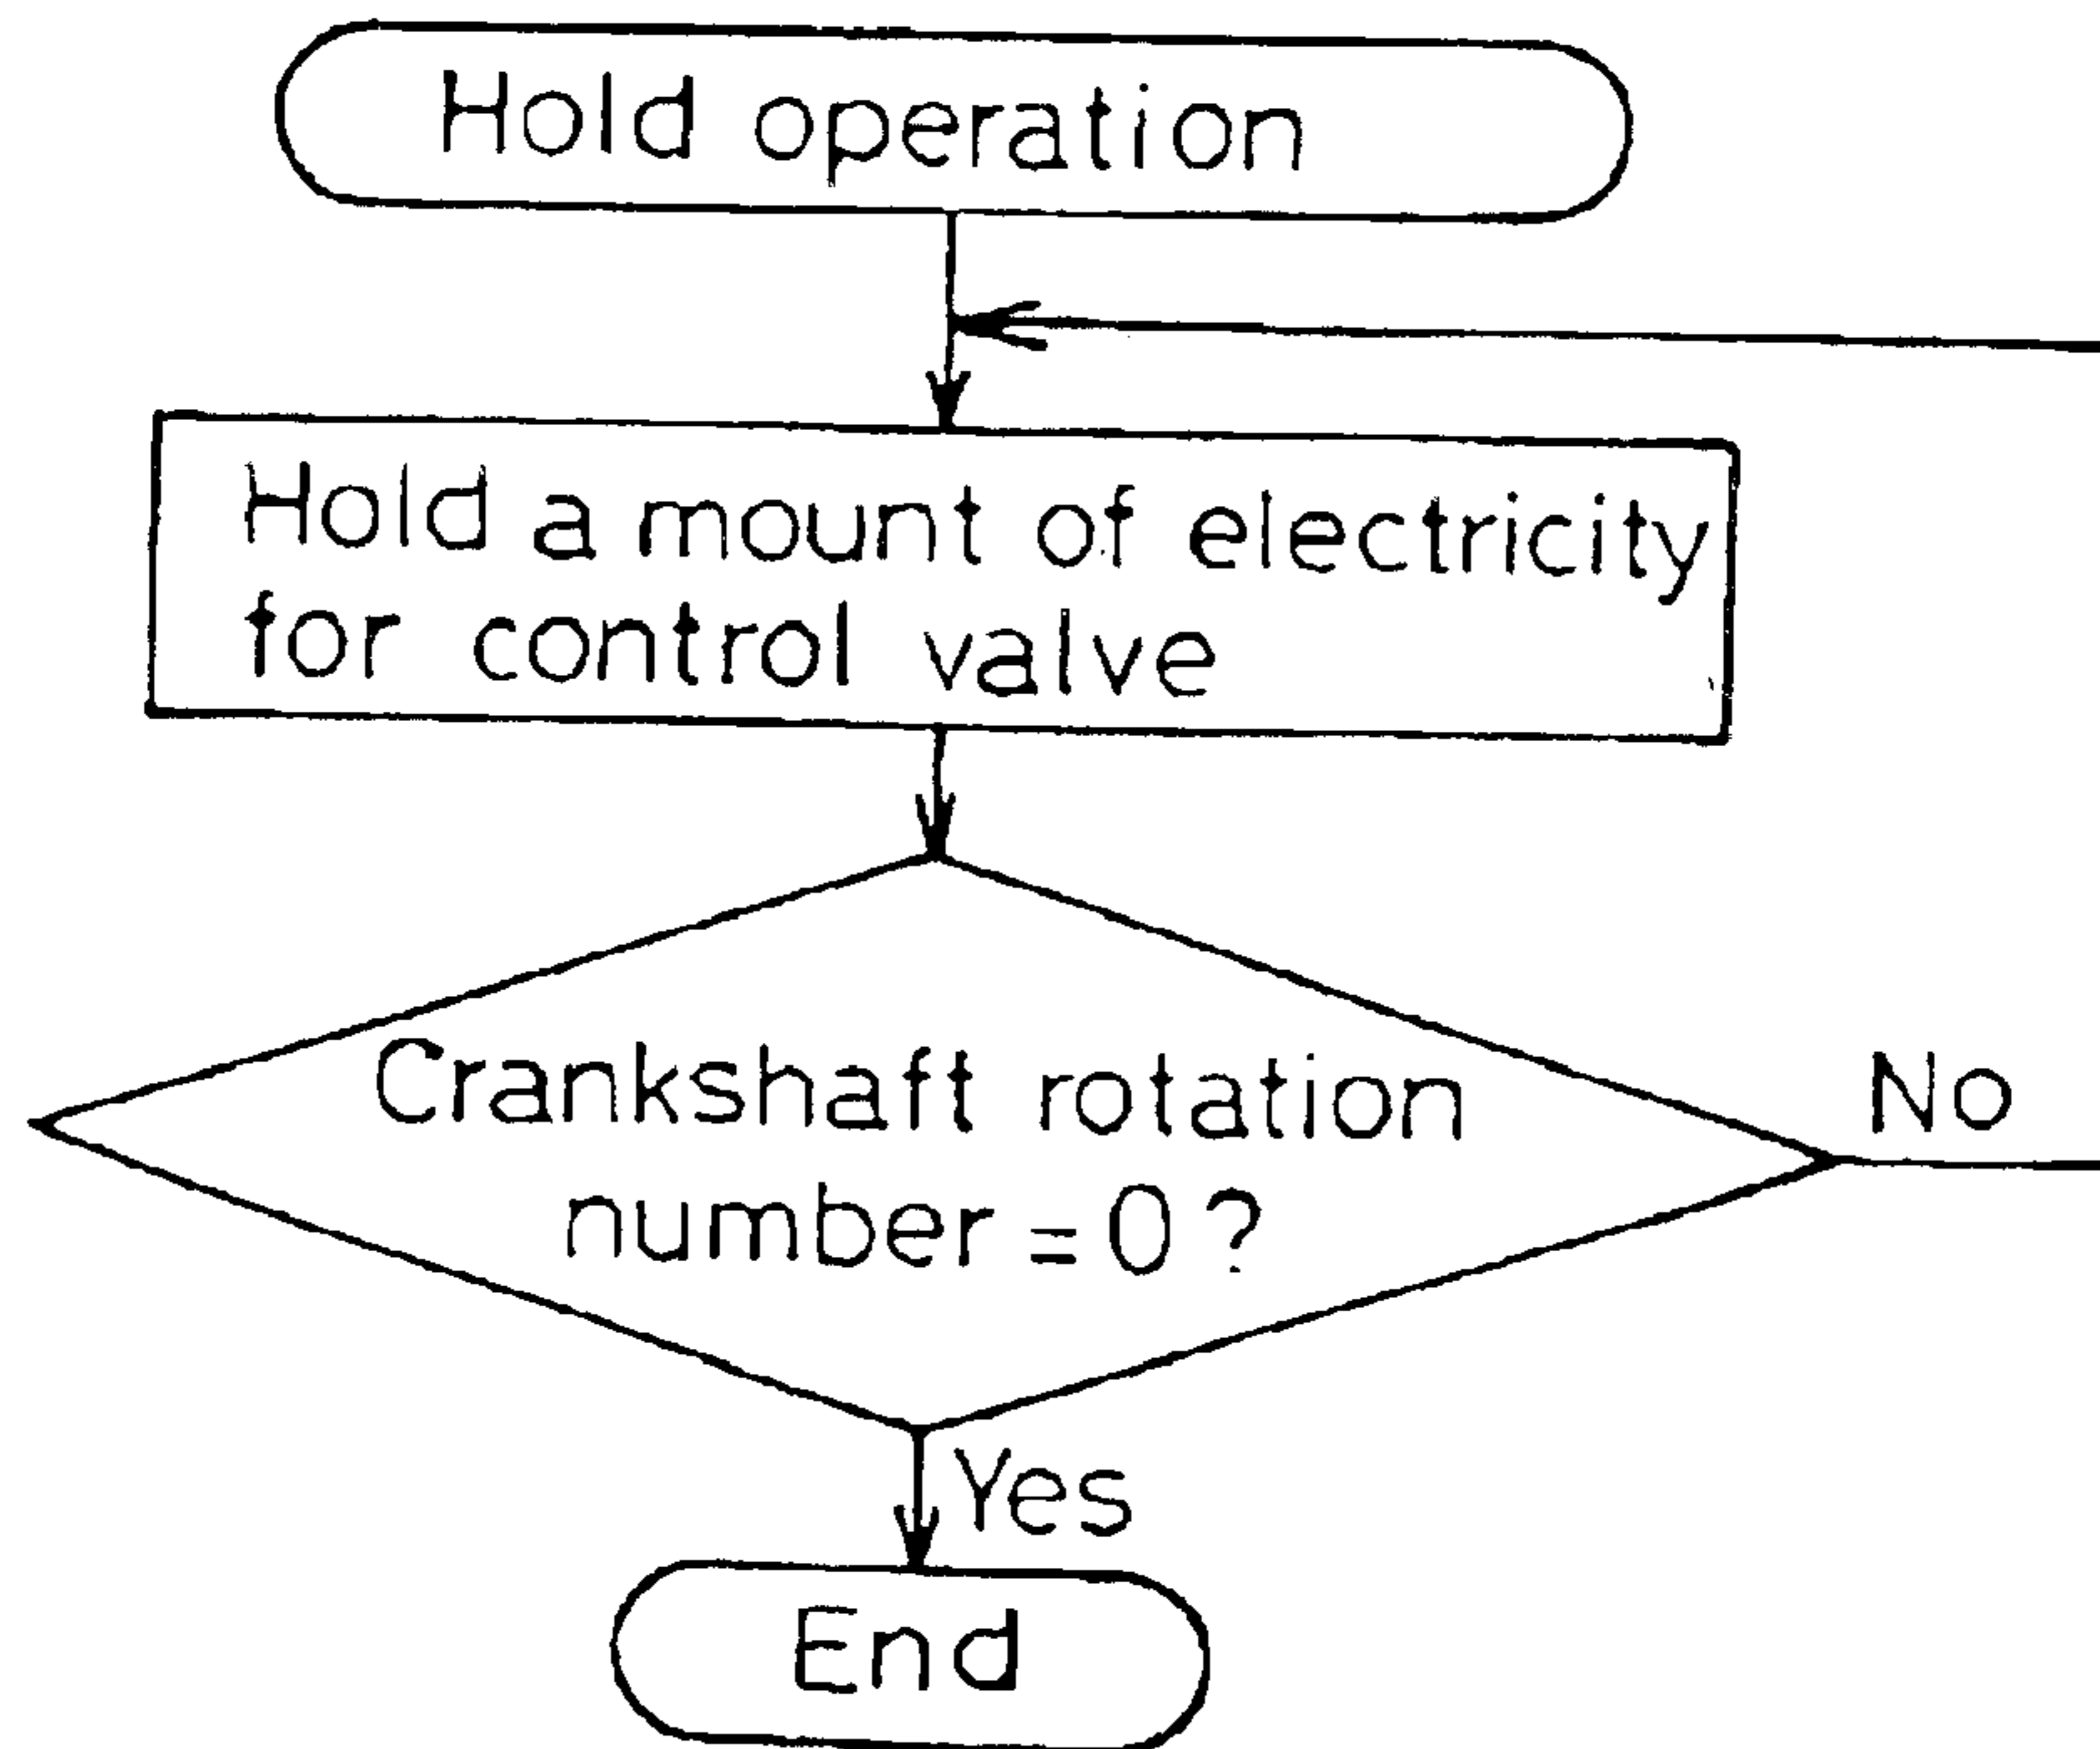 Hold operation
Hold a mount of electricity
for control valve
Crankshaft rotation
number = 0 ?
No
Yes
End